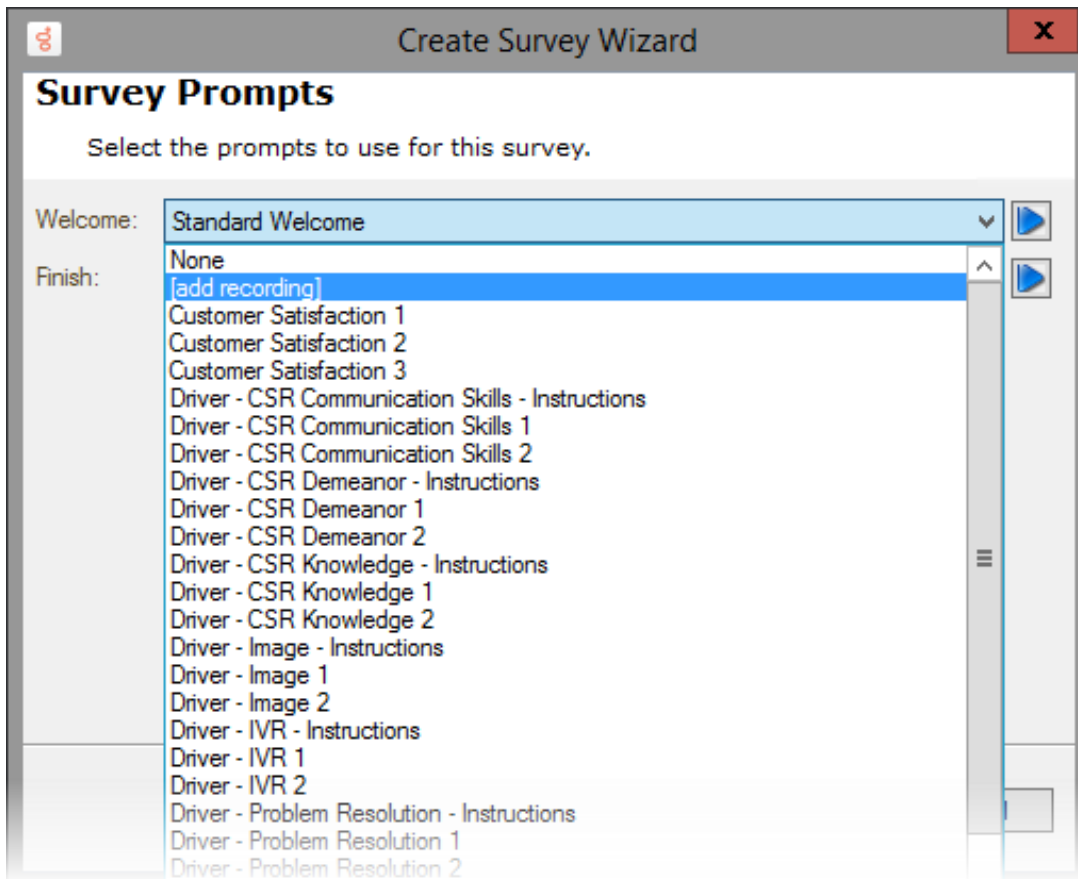 Create Survey Wizard
x
Survey Prompts
Select the prompts to use for this survey.
Welcome:
Standard Welcome
Finish:
None
[add recording]
Customer Satisfaction 1
Customer Satisfaction 2
Customer Satisfaction 3
Driver - CSR Communication Skills - Instructions
Driver - CSR Communication Skills 1
Driver - CSR Communication Skills 2
Driver - CSR Demeanor - Instructions
Driver - CSR Demeanor 1
Driver - CSR Demeanor 2
Driver - CSR Knowledge - Instructions
Driver - CSR Knowledge 1
Driver - CSR Knowledge 2
Driver - Image - Instructions
Driver - Image 1
Driver - Image 2
Driver - IVR - Instructions
Driver - IVR 1
Driver - IVR 2
Driver - Problem Resolution - Instructions
Driver - Problem Resolution 1
Driver - Problem Resolution 2